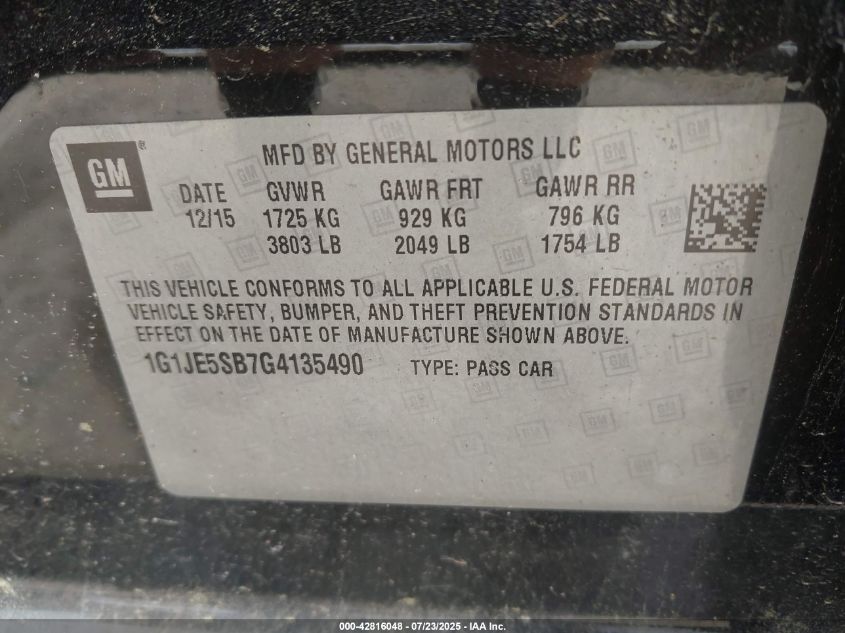 GM
®
MFD BY GENERAL MOTORS LLC
DATE GVWR GAWR FRT GAWR RR
12/15 1725 KG 929 KG 796 KG
3803 LB 2049 LB 1754 LB
THIS VEHICLE CONFORMS TO ALL APPLICABLE U.S. FEDERAL MOTOR
VEHICLE SAFETY, BUMPER, AND THEFT PREVENTION STANDARDS IN
EFFECT ON THE DATE OF MANUFACTURE SHOWN ABOVE.
1G1JE5SB7G4135490 TYPE: PASS CAR
000-42816048 - 07/23/2025 - IAA Inc.